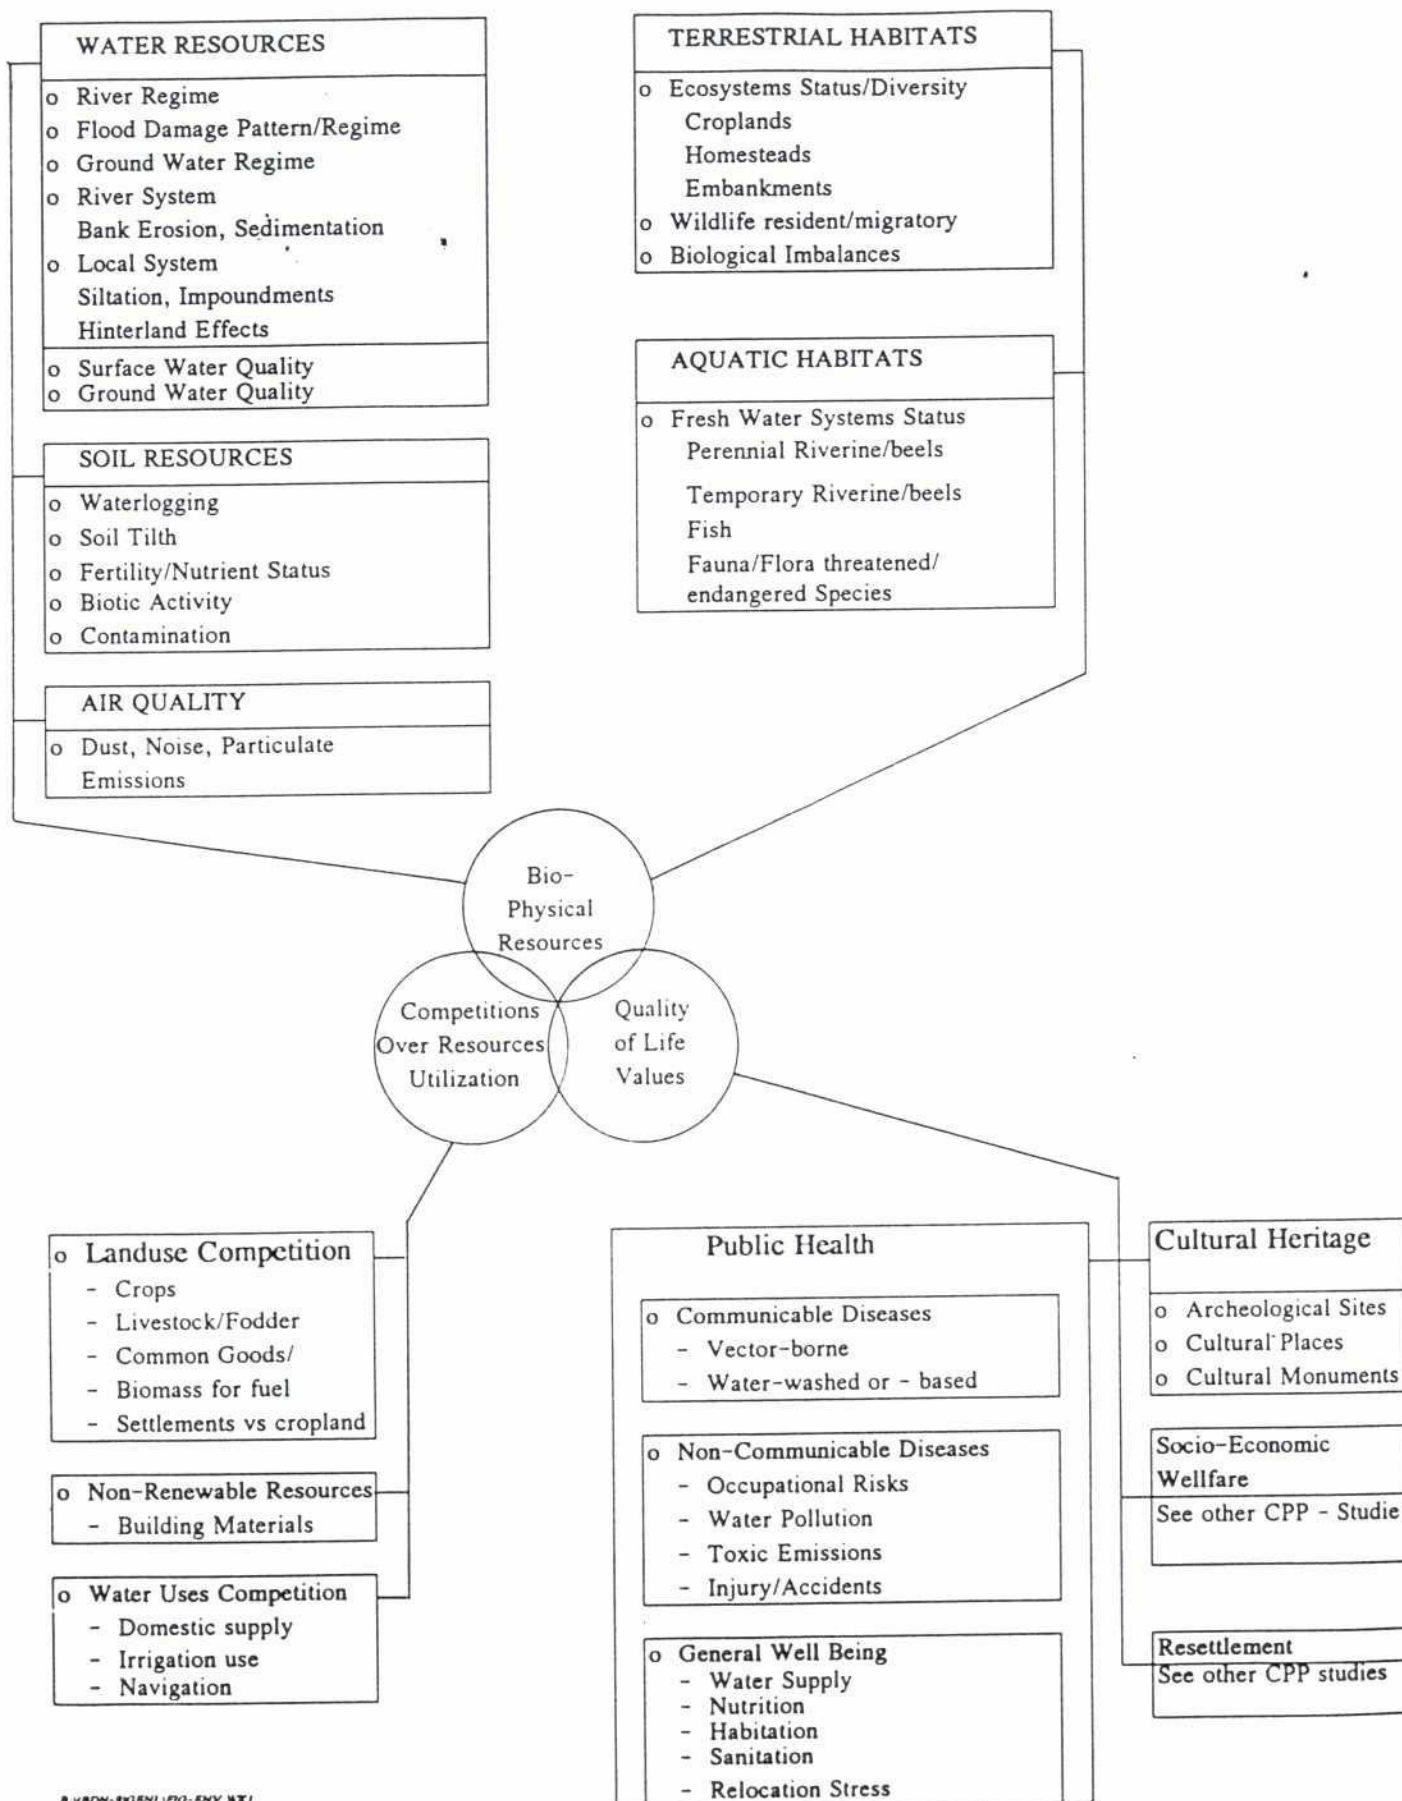 WATER RESOURCES
o River Regime
o Flood Damage Pattern/Regime
o Ground Water Regime
o River System
Bank Erosion, Sedimentation
o Local System
Siltation, Impoundments
Hinterland Effects
o Surface Water Quality
o Ground Water Quality
SOIL RESOURCES
o Waterlogging
o Soil Tilth
o Fertility/Nutrient Status
o Biotic Activity
o Contamination
AIR QUALITY
o Dust, Noise, Particulate
Emissions
TERRESTRIAL HABITATS
o Ecosystems Status/Diversity
Croplands
Homesteads
Embankments
o Wildlife resident/migratory
o Biological Imbalances
AQUATIC HABITATS
o Fresh Water Systems Status
Perennial Riverine/beels
Temporary Riverine/beels
Fish
Fauna/Flora threatened/
endangered Species
Bio-
Physical
Resources
Competitions
Over Resources
Utilization
Quality
of Life
Values
o Landuse Competition
- Crops
- Livestock/Fodder
- Common Goods/
- Biomass for fuel
- Settlements vs cropland
o Non-Renewable Resources
- Building Materials
o Water Uses Competition
- Domestic supply
- Irrigation use
- Navigation
Public Health
o Communicable Diseases
- Vector-borne
- Water-washed or - based
o Non-Communicable Diseases
- Occupational Risks
- Water Pollution
- Toxic Emissions
- Injury/Accidents
o General Well Being
- Water Supply
- Nutrition
- Habitation
- Sanitation
- Relocation Stress
Cultural Heritage
o Archeological Sites
o Cultural Places
o Cultural Monuments
Socio-Economic
Wellfare
See other CPP - Studie
Resettlement
See other CPP studies